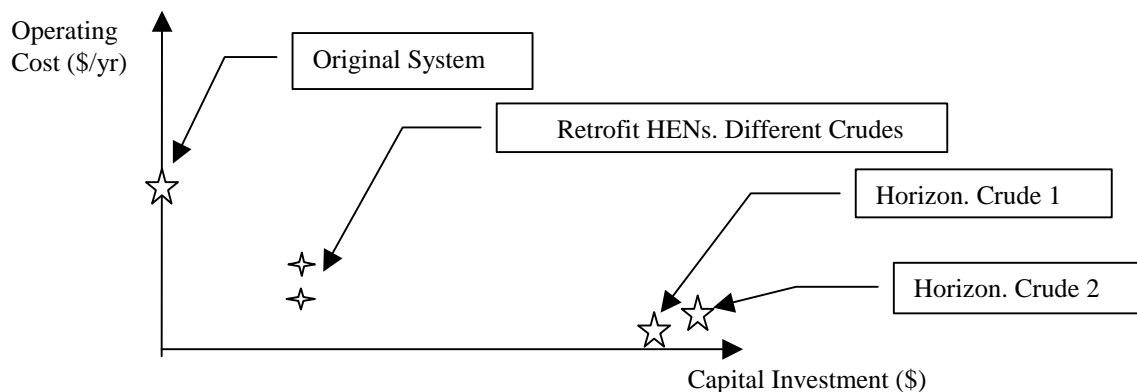 Operating
Cost ($/yr)
Original System
Retrofit HENs. Different Crudes
Horizon. Crude 1
Horizon. Crude 2
Capital Investment ($)